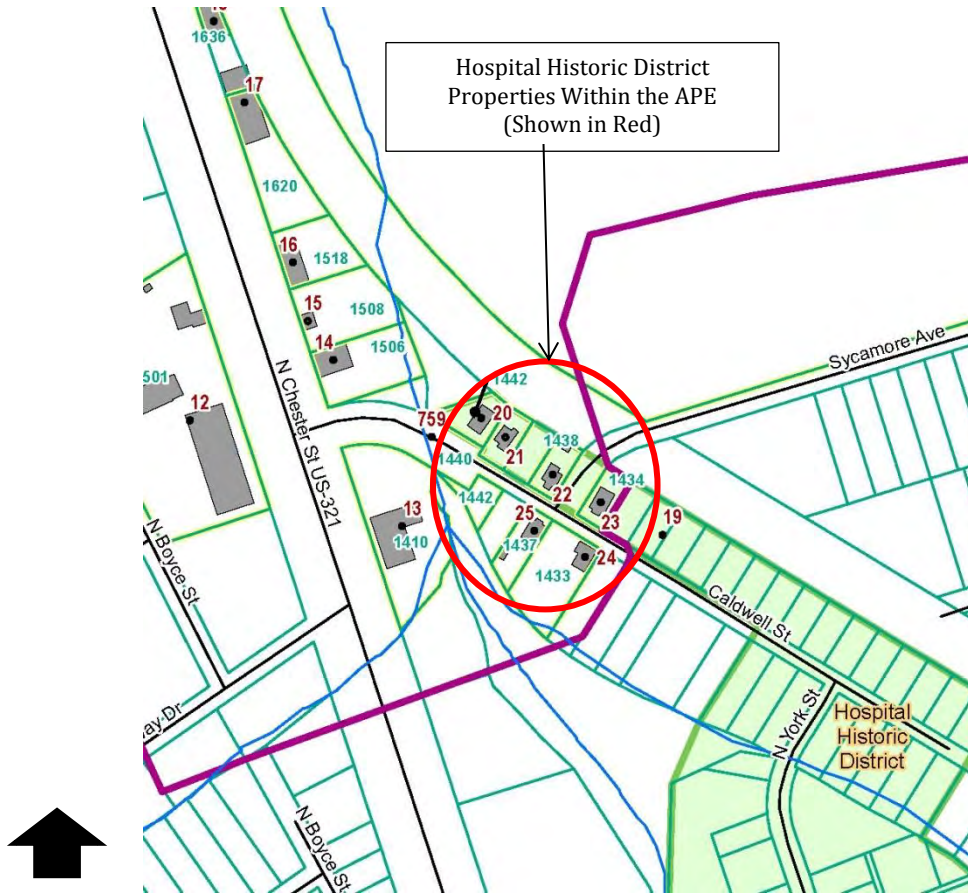 1636
17
Hospital Historic District
Properties Within the APE
(Shown in Red)
1620
16
1518
15
1508
14
1506
501
12
N Chester St US-321
Sycamore Ave
1442
759
20
1440
21
1438
22
1434
23
19
1442
25
1437
24
1433
13
1410
N Boyce St
Caldwell St
ay Dr
N York St
Hospital
Historic
District
N Boyce St